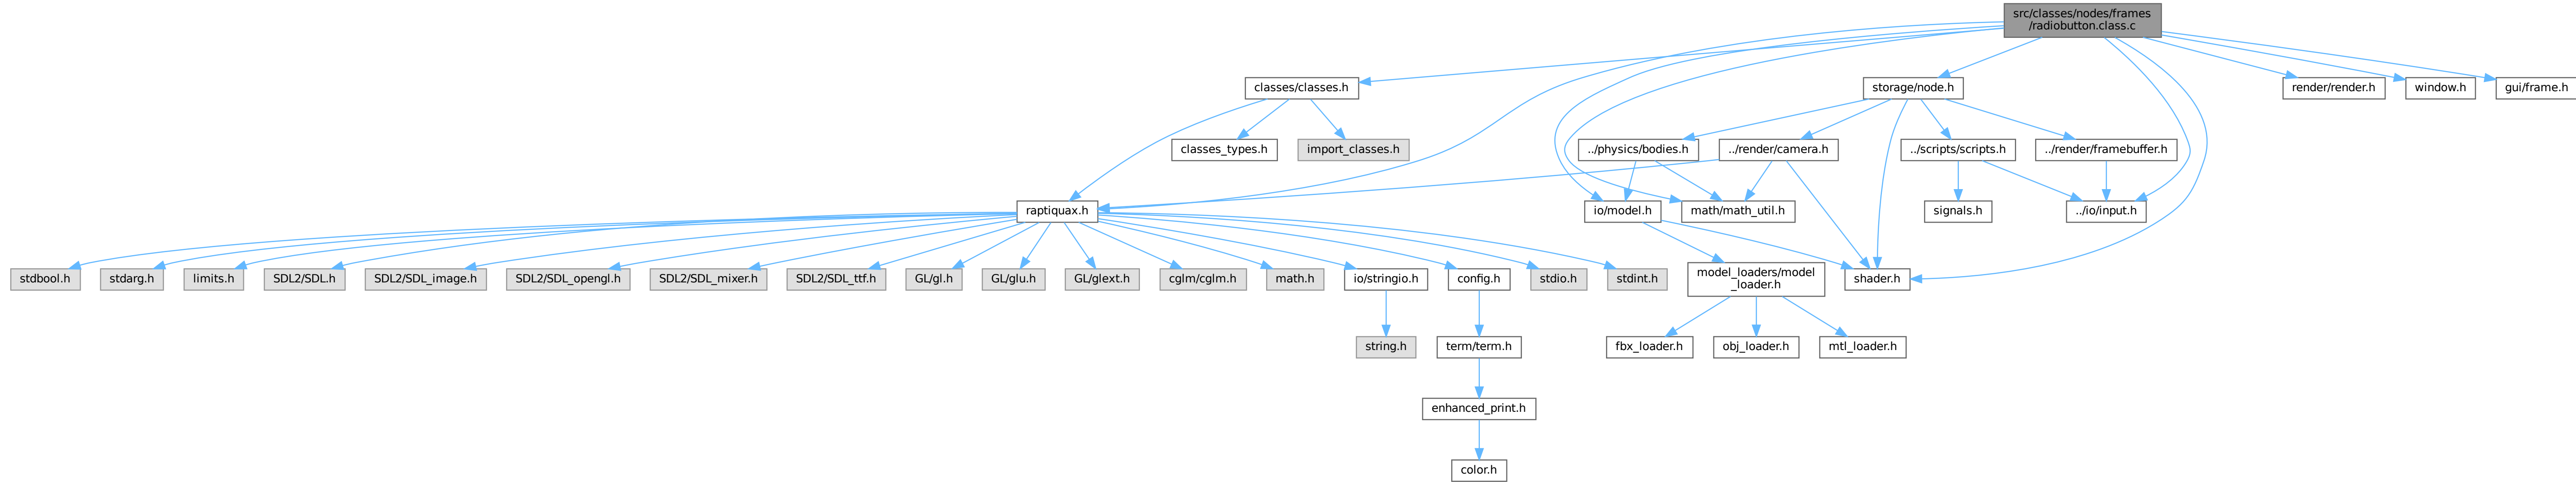 src/classes/nodes/frames
/radiobutton.class.c
classes/classes.h
storage/node.h
render/render.h
window.h
gui/frame.h
classes_types.h
import_classes.h
../physics/bodies.h
../render/camera.h
../scripts/scripts.h
../render/framebuffer.h
raptiquax.h
io/model.h
math/math_util.h
signals.h
../io/input.h
stdbool.h
stdarg.h
limits.h
SDL2/SDL.h
SDL2/SDL_image.h
SDL2/SDL_opengl.h
SDL2/SDL_mixer.h
SDL2/SDL_ttf.h
GL/gl.h
GL/glu.h
GL/glext.h
cglm/cglm.h
math.h
io/stringio.h
config.h
stdio.h
stdint.h
model_loaders/model
_loader.h
shader.h
string.h
term/term.h
fbx_loader.h
obj_loader.h
mtl_loader.h
enhanced_print.h
color.h